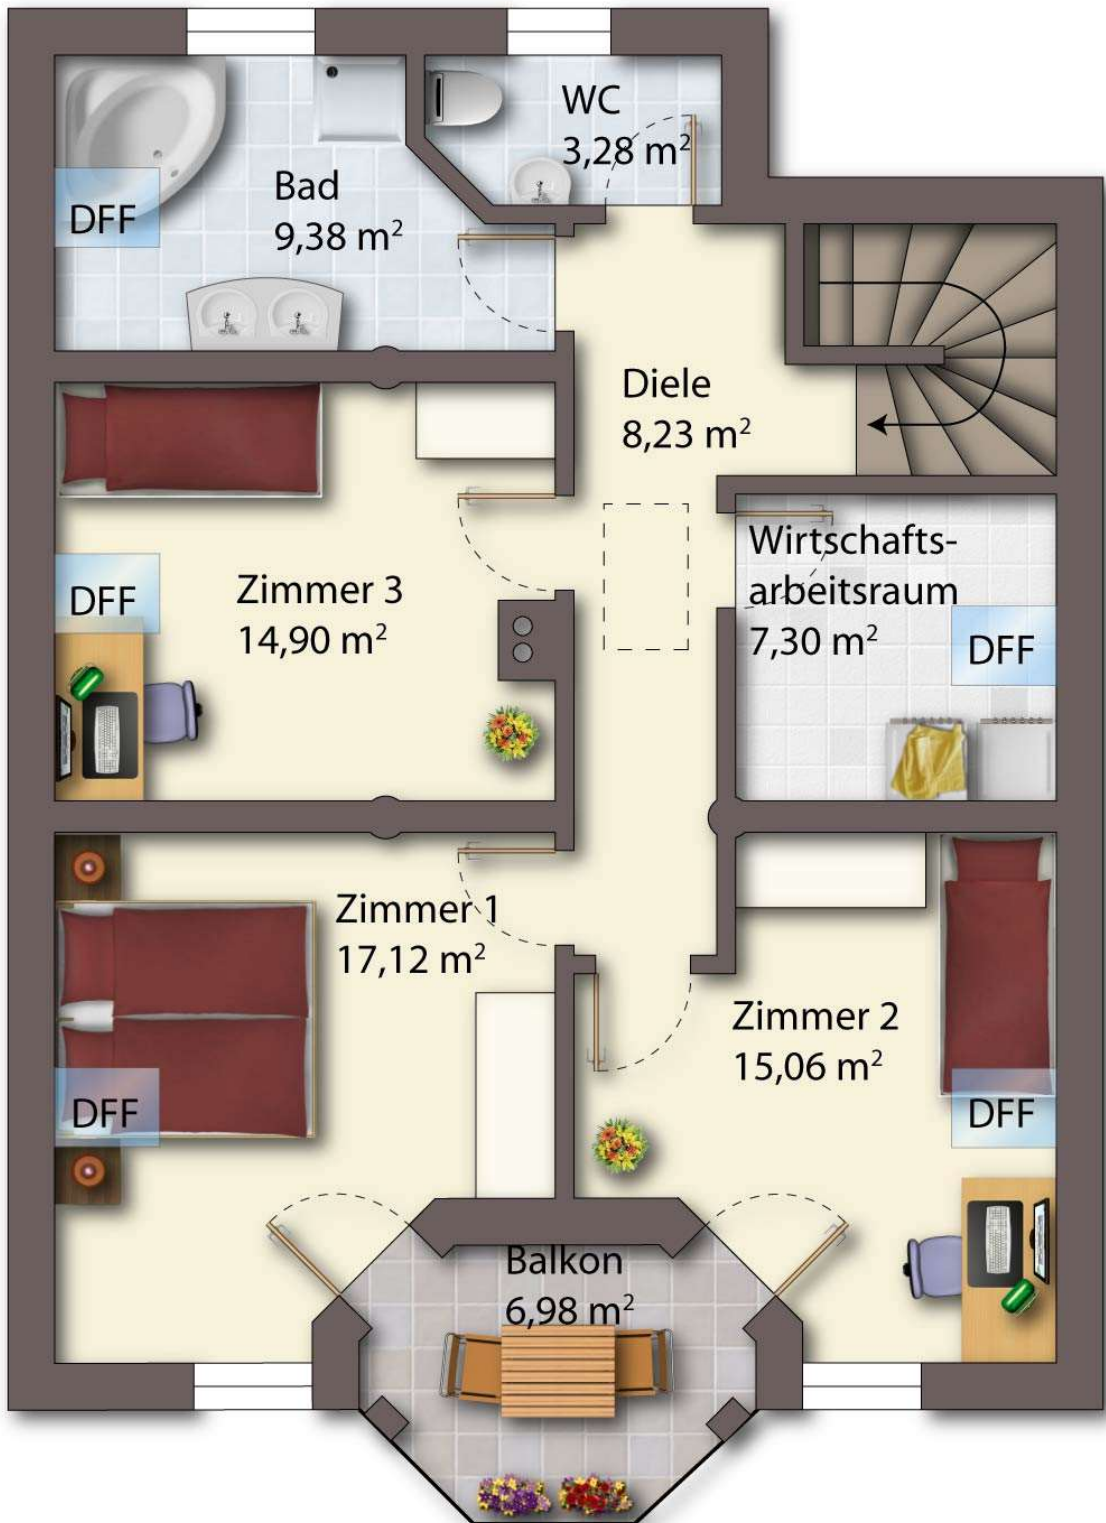 WC
3,28 m²
Bad
9,38 m²
DFF
Diele
8,23 m²
Wirtschafts-
arbeitsraum
7,30 m²
DFF
DFF
Zimmer 3
14,90 m²
Zimmer 1
17,12 m²
DFF
Zimmer 2
15,06 m²
DFF
Balkon
6,98 m²